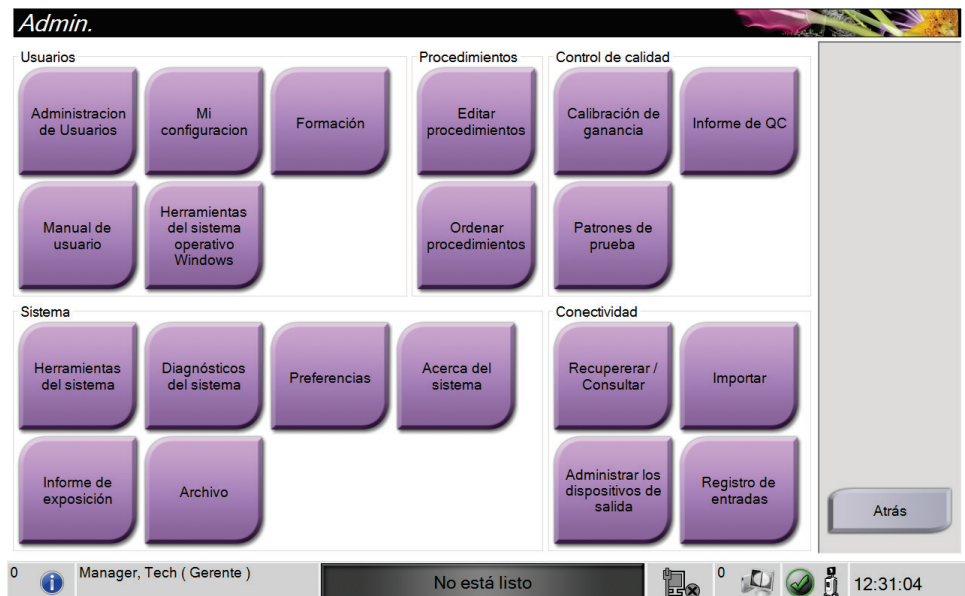 Admin.
Usuarios
Administracion
de Usuarios
Mi
configuracion
Formación
Manual de
usuario
Herramientas
del sistema
operativo
Windows
Procedimientos
Editar
procedimientos
Ordenar
procedimientos
Control de calidad
Calibración de
ganancia
Informe de QC
Patrones de
prueba
Sistema
Herramientas
del sistema
Diagnósticos
del sistema
Preferencias
Acerca del
sistema
Informe de
exposición
Archivo
Conectividad
Recupererar /
Consultar
Importar
Administrar los
dispositivos de
salida
Registro de
entradas
Atrás
0
Manager, Tech ( Gerente )
No está listo
0
12:31:04